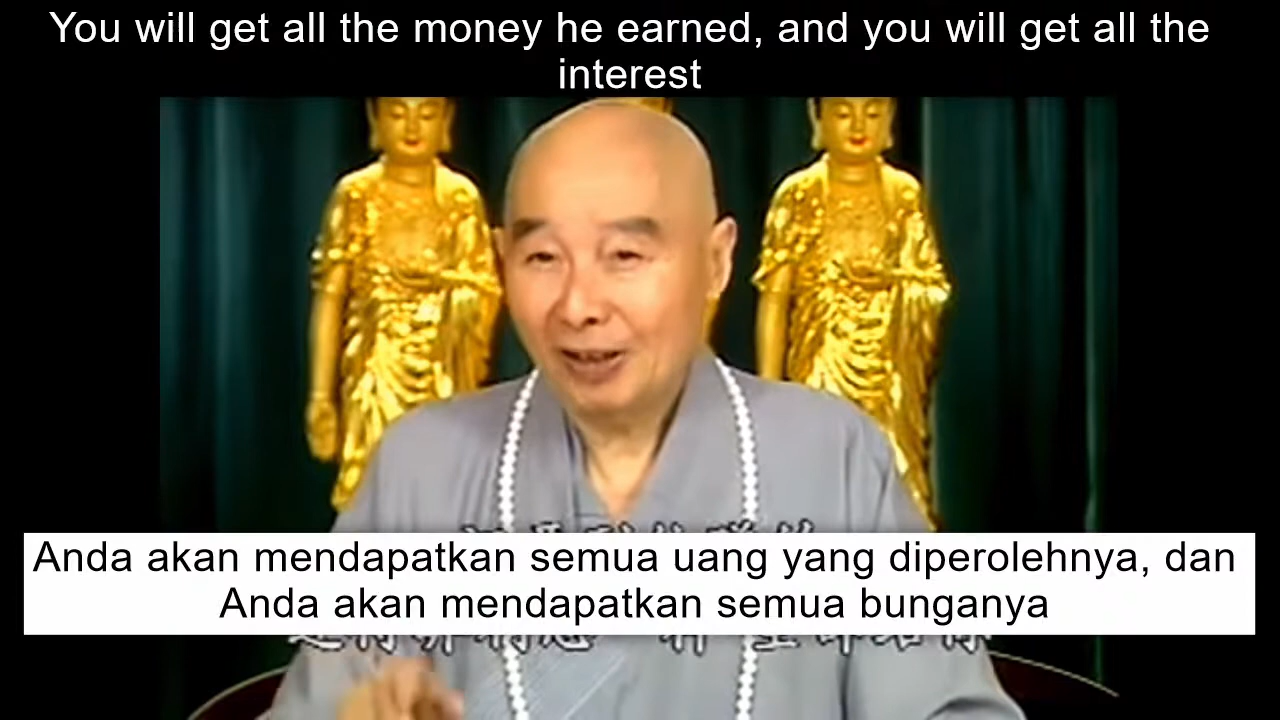 You will get all the money he earned, and you will get all the
interest
Anda akan mendapatkan semua uang yang diperolehnya, dan
Anda akan mendapatkan semua bunganya